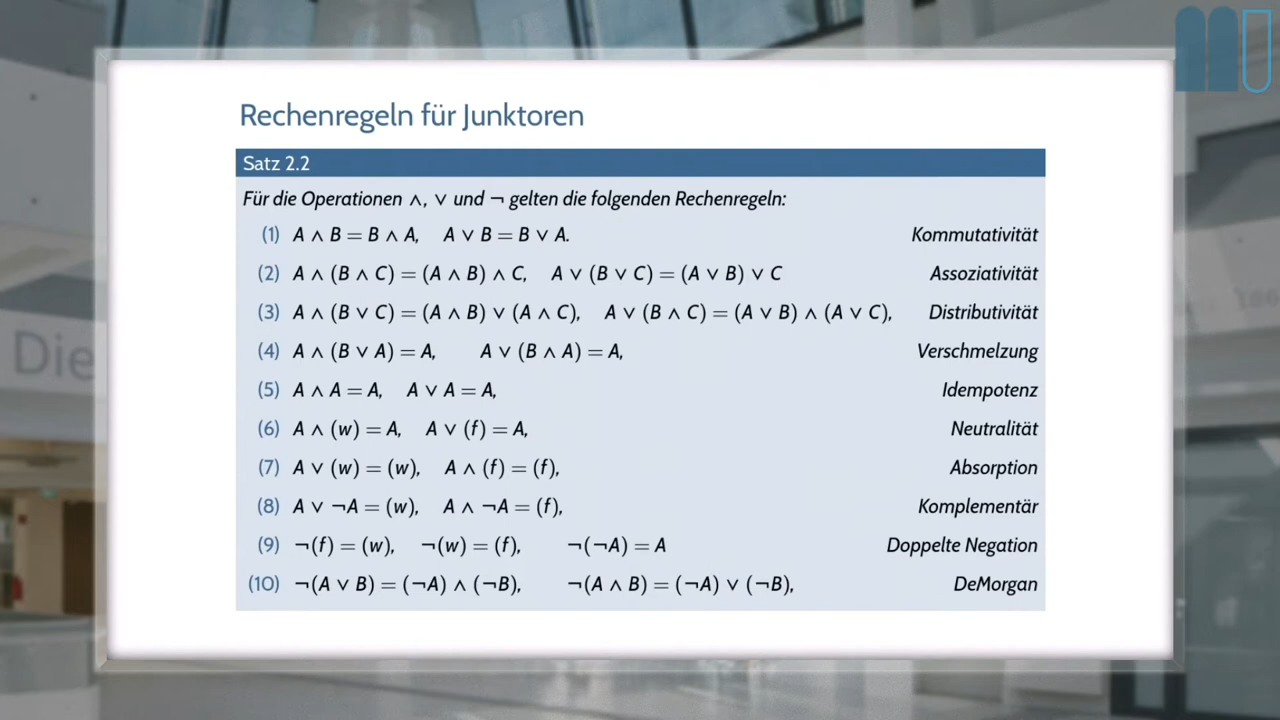 Rechenregeln für Junktoren
Satz 2.2
Für die Operationen ∧, ∨ und ¬ gelten die folgenden Rechenregeln:
(1) A ∧ B = B ∧ A, A ∨ B = B ∨ A. Kommutativität
(2) A ∧ (B ∧ C) = (A ∧ B) ∧ C, A ∨ (B ∨ C) = (A ∨ B) ∨ C Assoziativität
(3) A ∧ (B ∨ C) = (A ∧ B) ∨ (A ∧ C), A ∨ (B ∧ C) = (A ∨ B) ∧ (A ∨ C), Distributivität
(4) A ∧ (B ∨ A) = A, A ∨ (B ∧ A) = A, Verschmelzung
(5) A ∧ A = A, A ∨ A = A, Idempotenz
(6) A ∧ (w) = A, A ∨ (f) = A, Neutralität
(7) A ∨ (w) = (w), A ∧ (f) = (f), Absorption
(8) A ∨ ¬A = (w), A ∧ ¬A = (f), Komplementär
(9) ¬(f) = (w), ¬(w) = (f), ¬(¬A) = A Doppelte Negation
(10) ¬(A ∨ B) = (¬A) ∧ (¬B), ¬(A ∧ B) = (¬A) ∨ (¬B), DeMorgan
Die